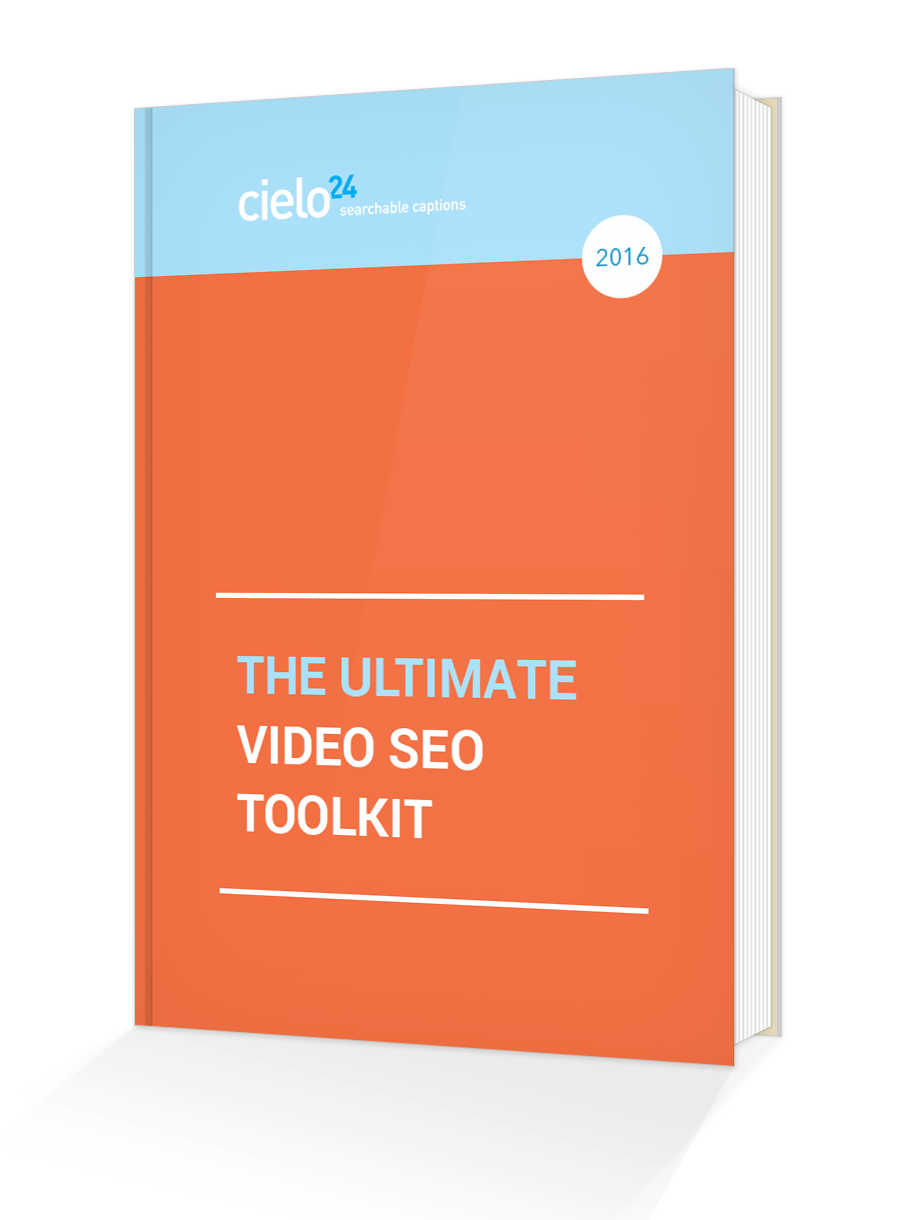 cielo24
searchable captions
2016
THE ULTIMATE
VIDEO SEO
TOOLKIT